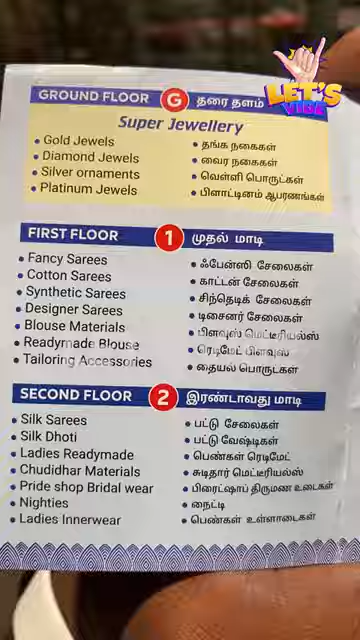 LET'S
VIBE
GROUND FLOOR G தரை தளம்
Super Jewellery
• Gold Jewels • தங்க நகைகள்
• Diamond Jewels • வைர நகைகள்
• Silver ornaments • வெள்ளி பொருட்கள்
• Platinum Jewels • பிளாட்டினம் ஆபரணங்கள்
FIRST FLOOR 1 முதல் மாடி
• Fancy Sarees • ஃபேன்ஸி சேலைகள்
• Cotton Sarees • காட்டன் சேலைகள்
• Synthetic Sarees • சிந்தெடிக் சேலைகள்
• Designer Sarees • டிசைனர் சேலைகள்
• Blouse Materials • பிளவுஸ் மெட்டீரியல்ஸ்
• Readymade Blouse • ரெடிமேட் பிளவுஸ்
• Tailoring Accessories • தையல் பொருட்கள்
SECOND FLOOR 2 இரண்டாவது மாடி
• Silk Sarees • பட்டு சேலைகள்
• Silk Dhoti • பட்டு வேஷ்டிகள்
• Ladies Readymade • பெண்கள் ரெடிமேட்
• Chudidhar Materials • சுடிதார் மெட்டீரியல்ஸ்
• Pride shop Bridal wear • பிரைட்ஷாப் திருமண உடைகள்
• Nighties • நைட்டி
• Ladies Innerwear • பெண்கள் உள்ளாடைகள்